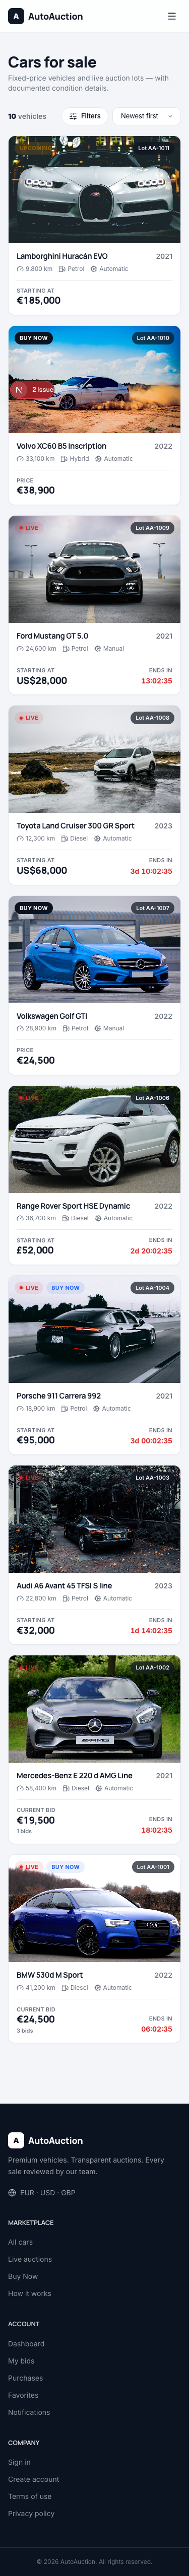 A AutoAuction
Cars for sale
Fixed-price vehicles and live auction lots — with
documented condition details.
10 vehicles
Filters
Newest first
UPCOMING
Lot AA-1011
Lamborghini Huracán EVO 2021
9,800 km Petrol Automatic
STARTING AT
€185,000
BUY NOW
Lot AA-1010
N 2 Issue
Volvo XC60 B5 Inscription 2022
33,100 km Hybrid Automatic
PRICE
€38,900
LIVE
Lot AA-1009
Ford Mustang GT 5.0 2021
24,600 km Petrol Manual
STARTING AT ENDS IN
US$28,000 13:02:35
LIVE
Lot AA-1008
Toyota Land Cruiser 300 GR Sport 2023
12,300 km Diesel Automatic
STARTING AT ENDS IN
US$68,000 3d 10:02:35
BUY NOW
Lot AA-1007
Volkswagen Golf GTI 2022
28,900 km Petrol Manual
PRICE
€24,500
LIVE
Lot AA-1006
Range Rover Sport HSE Dynamic 2022
36,700 km Diesel Automatic
STARTING AT ENDS IN
£52,000 2d 20:02:35
LIVE BUY NOW
Lot AA-1004
Porsche 911 Carrera 992 2021
18,900 km Petrol Automatic
STARTING AT ENDS IN
€95,000 3d 00:02:35
LIVE
Lot AA-1003
Audi A6 Avant 45 TFSI S line 2023
22,800 km Petrol Automatic
STARTING AT ENDS IN
€32,000 1d 14:02:35
LIVE
Lot AA-1002
AMG
Mercedes-Benz E 220 d AMG Line 2021
58,400 km Diesel Automatic
CURRENT BID ENDS IN
€19,500 18:02:35
1 bids
LIVE BUY NOW
Lot AA-1001
BMW 530d M Sport 2022
41,200 km Diesel Automatic
CURRENT BID ENDS IN
€24,500 06:02:35
3 bids
A AutoAuction
Premium vehicles. Transparent auctions. Every
sale reviewed by our team.
EUR · USD · GBP
MARKETPLACE
All cars
Live auctions
Buy Now
How it works
ACCOUNT
Dashboard
My bids
Purchases
Favorites
Notifications
COMPANY
Sign in
Create account
Terms of use
Privacy policy
© 2026 AutoAuction. All rights reserved.